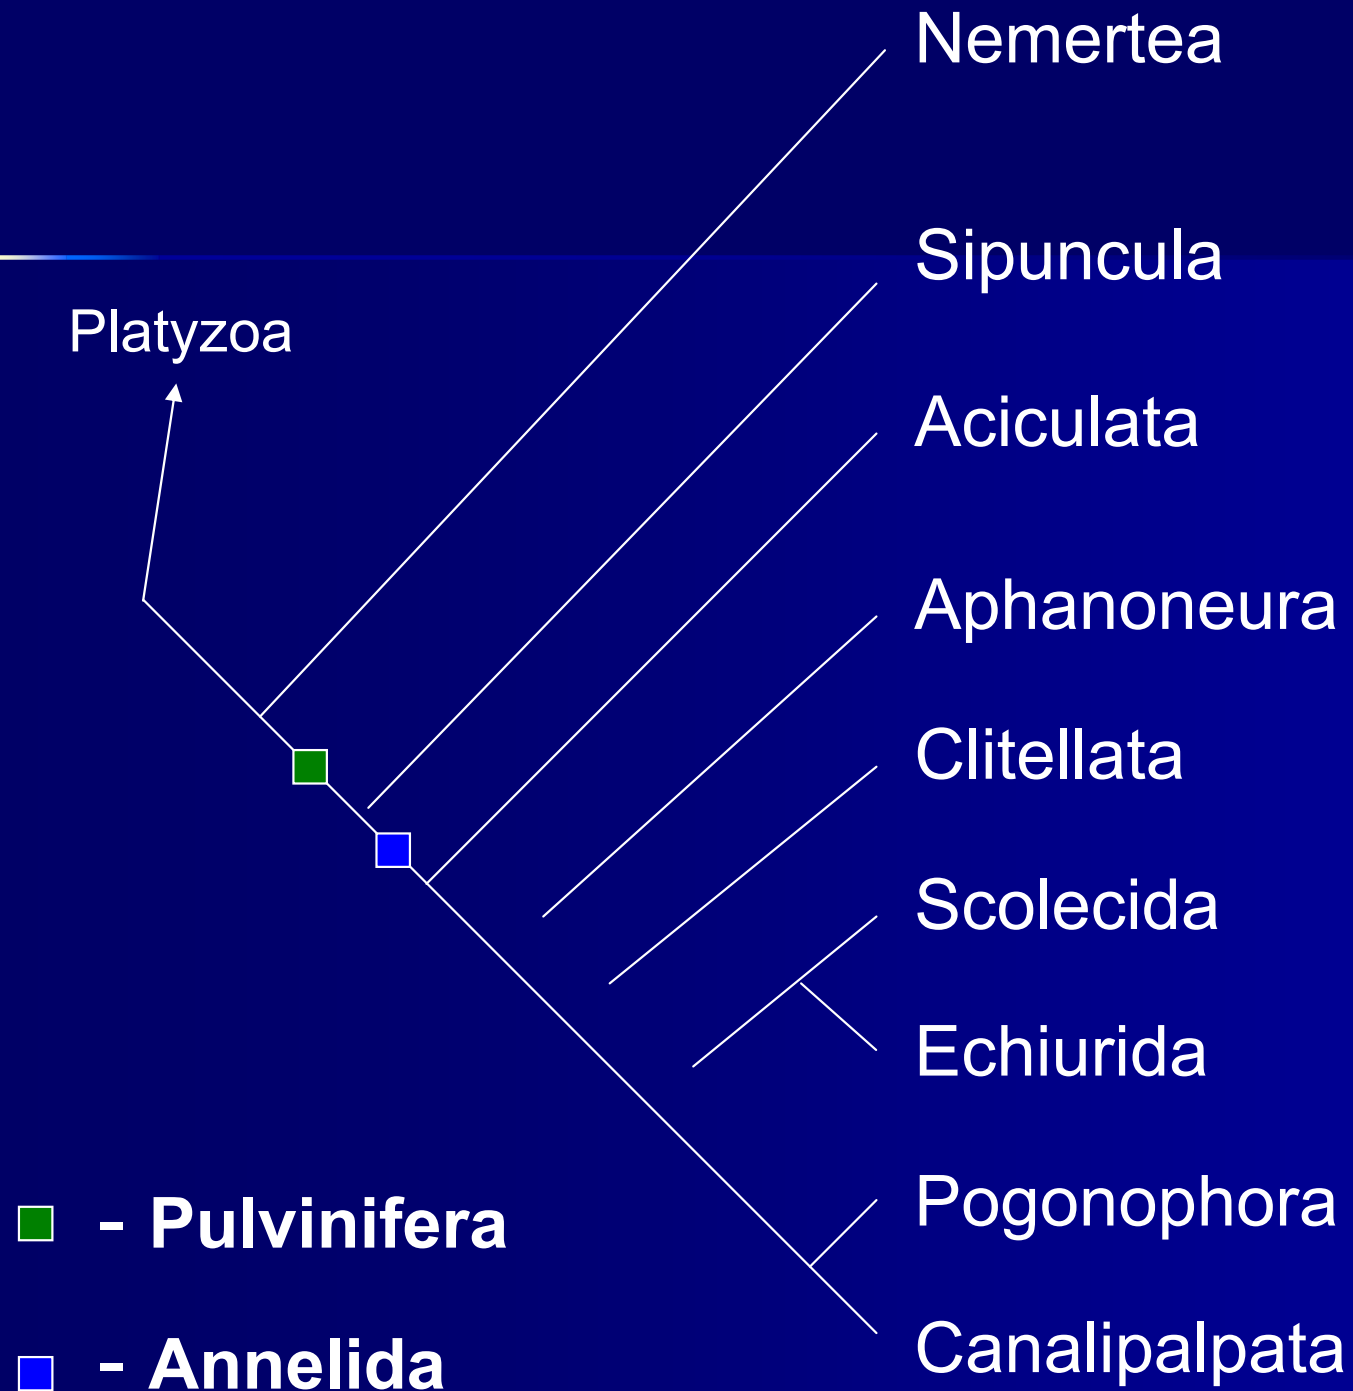 Nemertea
Sipuncula
Platyzoa
Aciculata
Aphanoneura
Clitellata
Scolecida
Echiurida
Pogonophora
- Pulvinifera
Canalipalpata
- Annelida